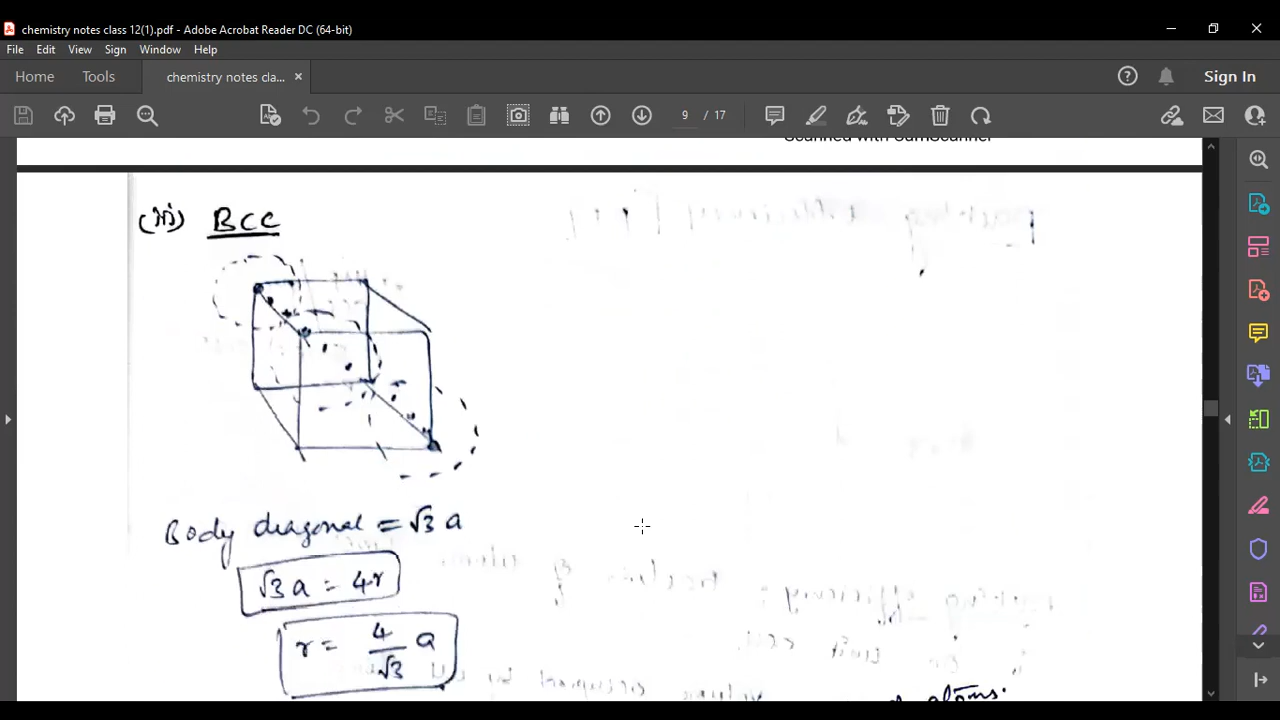 chemistry notes class 12(1).pdf - Adobe Acrobat Reader DC (64-bit)
File Edit View Sign Window Help
Home Tools chemistry notes cla... × Sign In
9 / 17
Scanned with CamScanner
(iii) BCC
Body diagonal = √3 a
√3 a = 4r
r = 4/√3 a
atoms.